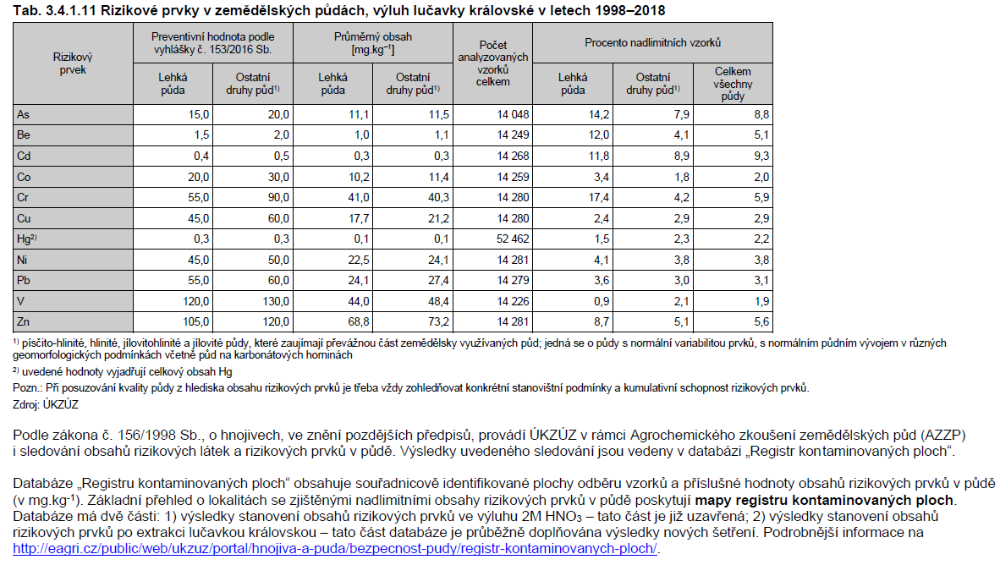 Tab. 3.4.1.11 Rizikové prvky v zemědělských půdách, výluh lučavky královské v letech 1998–2018
Rizikový prvek
Preventivní hodnota podle vyhlášky č. 153/2016 Sb.
Průměrný obsah [mg.kg⁻¹]
Počet analyzovaných vzorků celkem
Procento nadlimitních vzorků
Lehká půda
Ostatní druhy půd¹⁾
Lehká půda
Ostatní druhy půd¹⁾
Lehká půda
Ostatní druhy půd¹⁾
Celkem všechny půdy
As 15,0 20,0 11,1 11,5 14 048 14,2 7,9 8,8
Be 1,5 2,0 1,0 1,1 14 249 12,0 4,1 5,1
Cd 0,4 0,5 0,3 0,3 14 268 11,8 8,9 9,3
Co 20,0 30,0 10,2 11,4 14 259 3,4 1,8 2,0
Cr 55,0 90,0 41,0 40,3 14 280 17,4 4,2 5,9
Cu 45,0 60,0 17,7 21,2 14 280 2,4 2,9 2,9
Hg²⁾ 0,3 0,3 0,1 0,1 52 462 1,5 2,3 2,2
Ni 45,0 50,0 22,5 24,1 14 281 4,1 3,8 3,8
Pb 55,0 60,0 24,1 27,4 14 279 3,6 3,0 3,1
V 120,0 130,0 44,0 48,4 14 226 0,9 2,1 1,9
Zn 105,0 120,0 68,8 73,2 14 281 8,7 5,1 5,6
¹⁾ písčito-hlinité, hlinité, jílovitohlinité a jílovité půdy, které zaujímají převážnou část zemědělsky využívaných půd; jedná se o půdy s normální variabilitou prvků, s normálním půdním vývojem v různých
geomorfologických podmínkách včetně půd na karbonátových horninách
²⁾ uvedené hodnoty vyjadřují celkový obsah Hg
Pozn.: Při posuzování kvality půdy z hlediska obsahu rizikových prvků je třeba vždy zohledňovat konkrétní stanovištní podmínky a kumulativní schopnost rizikových prvků.
Zdroj: ÚKZÚZ
Podle zákona č. 156/1998 Sb., o hnojivech, ve znění pozdějších předpisů, provádí ÚKZÚZ v rámci Agrochemického zkoušení zemědělských půd (AZZP)
i sledování obsahů rizikových látek a rizikových prvků v půdě. Výsledky uvedeného sledování jsou vedeny v databázi „Registr kontaminovaných ploch“.
Databáze „Registru kontaminovaných ploch“ obsahuje souřadnicově identifikované plochy odběru vzorků a příslušné hodnoty obsahů rizikových prvků v půdě
(v mg.kg⁻¹). Základní přehled o lokalitách se zjištěnými nadlimitními obsahy rizikových prvků v půdě poskytují mapy registru kontaminovaných ploch.
Databáze má dvě části: 1) výsledky stanovení obsahů rizikových prvků ve výluhu 2M HNO₃ – tato část je již uzavřená; 2) výsledky stanovení obsahů
rizikových prvků po extrakci lučavkou královskou – tato část databáze je průběžně doplňována výsledky nových šetření. Podrobnější informace na
http://eagri.cz/public/web/ukzuz/portal/hnojiva-a-puda/bezpecnost-pudy/registr-kontaminovanych-ploch/.